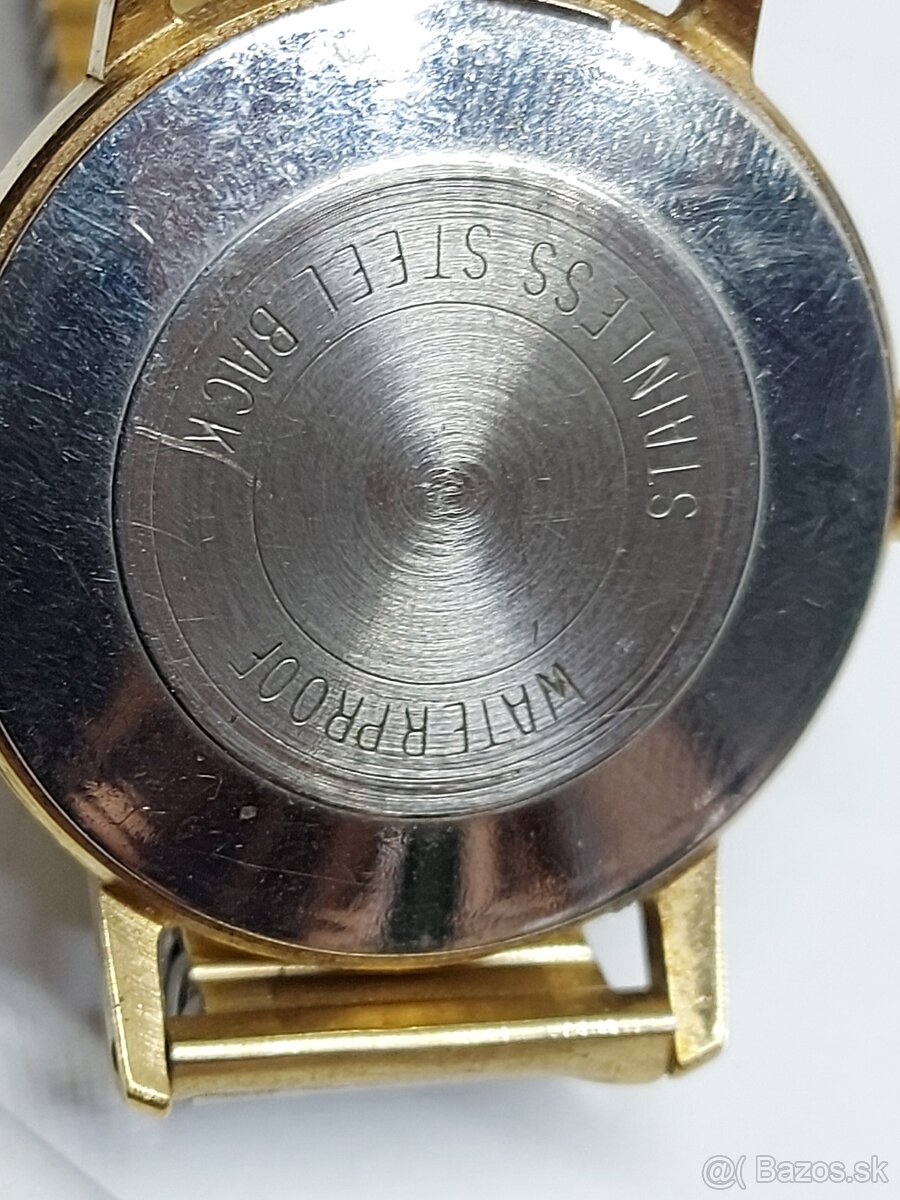 STAINLESS STEEL BACK
WATERPROOF
@( Bazos.sk